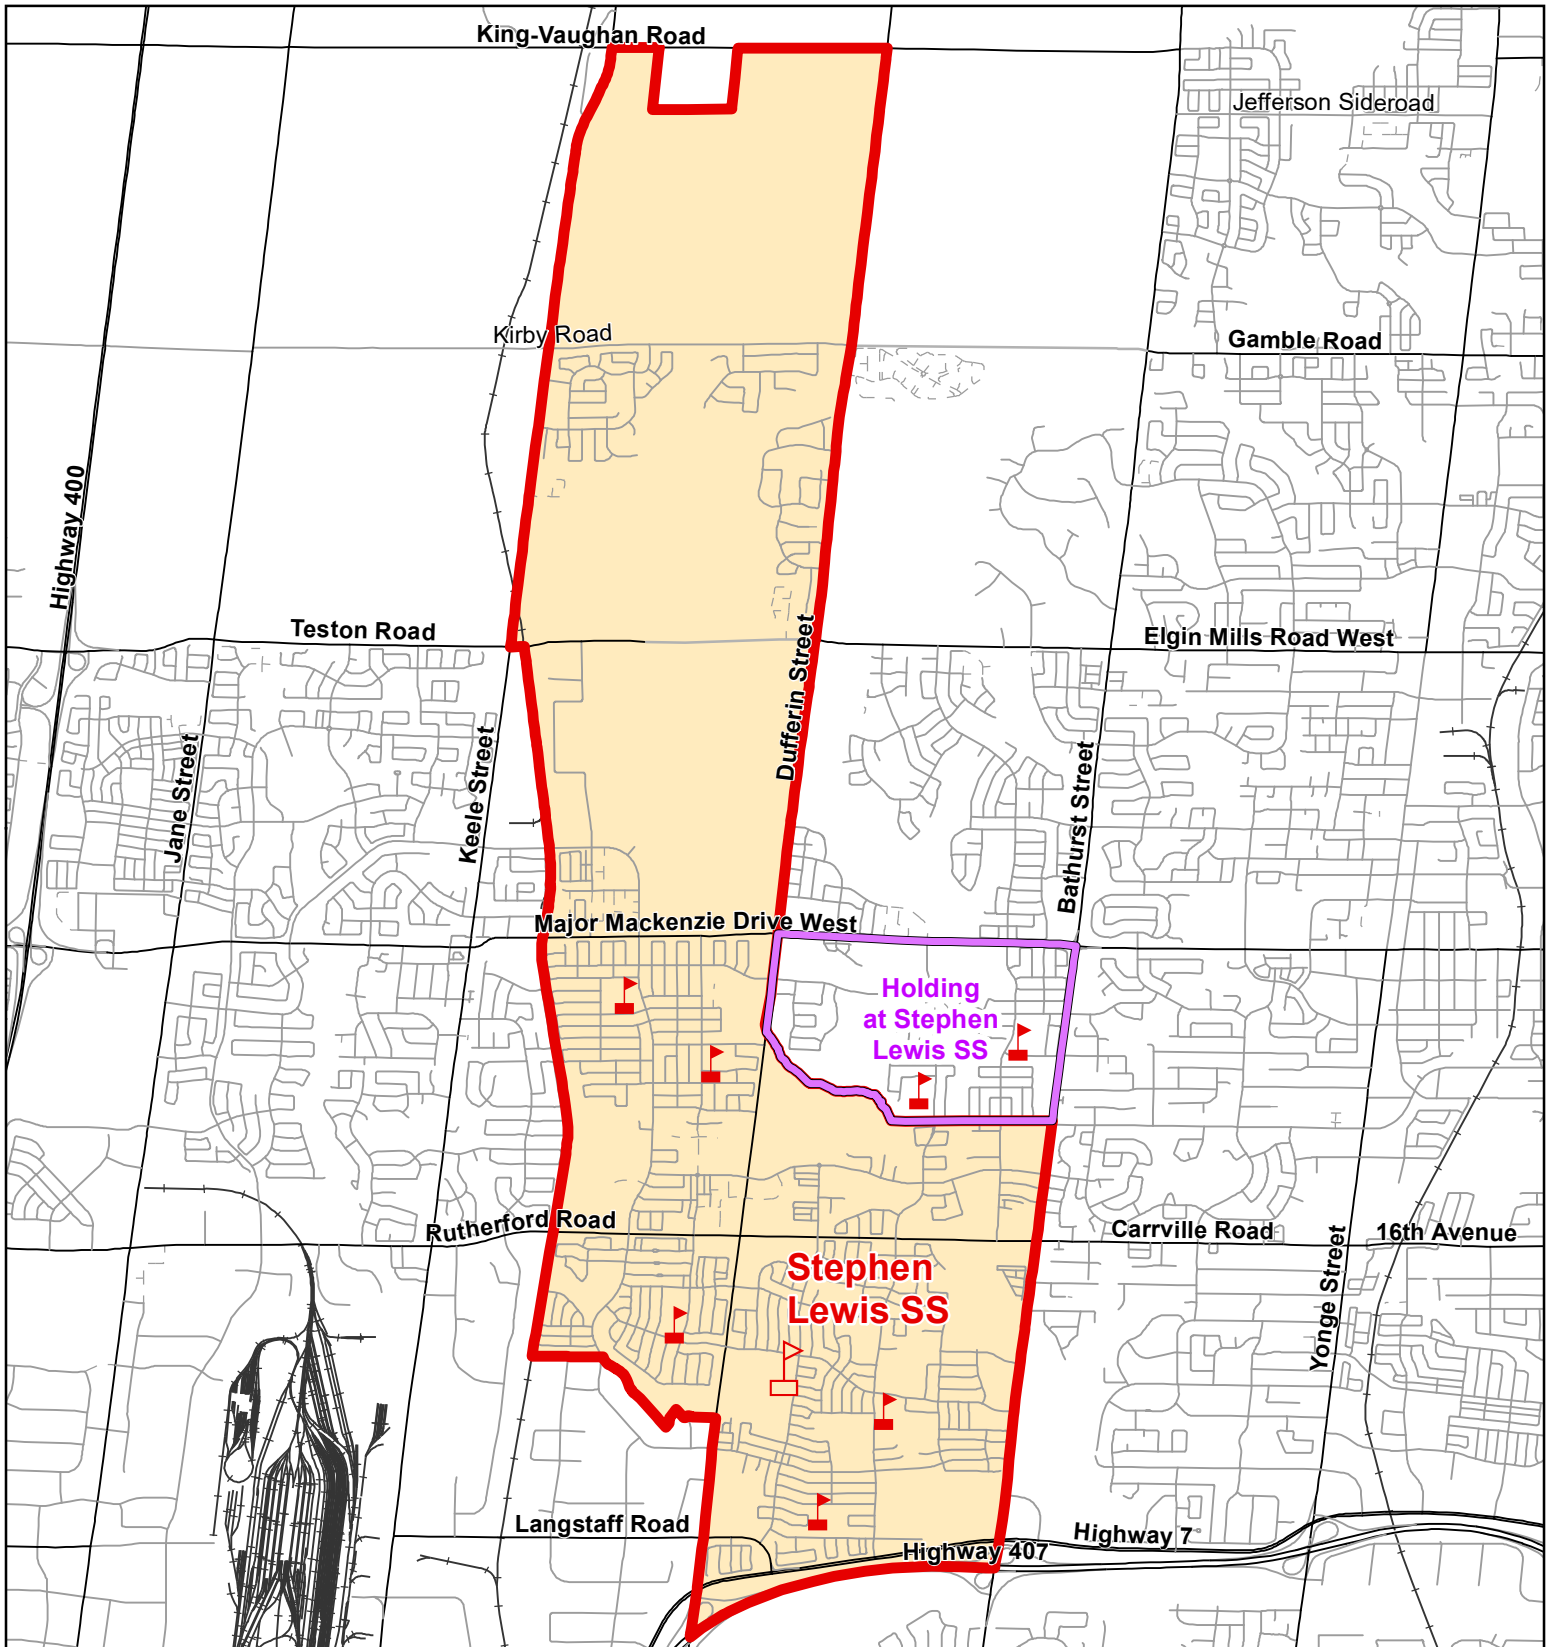 King-Vaughan Road
Jefferson Sideroad
Kirby Road
Gamble Road
Highway 400
Teston Road
Elgin Mills Road West
Dufferin Street
Jane Street
Keele Street
Bathurst Street
Major Mackenzie Drive West
Holding
at Stephen
Lewis SS
Rutherford Road
Carrville Road
16th Avenue
Stephen
Lewis SS
Yonge Street
Langstaff Road
Highway 7
Highway 407